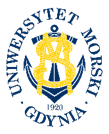 UNIWERSYTET MORSKI
· GDYNIA ·
1920